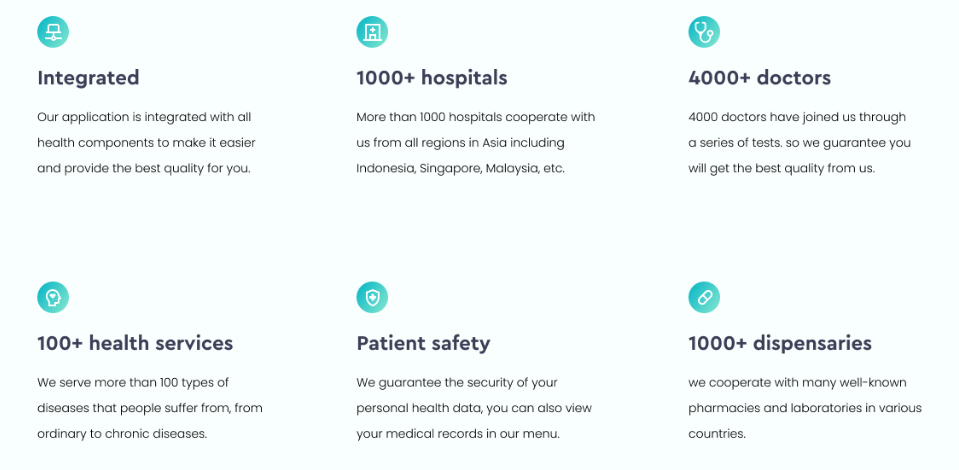 Integrated
Our application is integrated with all
health components to make it easier
and provide the best quality for you.
1000+ hospitals
More than 1000 hospitals cooperate with
us from all regions in Asia including
Indonesia, Singapore, Malaysia, etc.
4000+ doctors
4000 doctors have joined us through
a series of tests. so we guarantee you
will get the best quality from us.
100+ health services
We serve more than 100 types of
diseases that people suffer from, from
ordinary to chronic diseases.
Patient safety
We guarantee the security of your
personal health data, you can also view
your medical records in our menu.
1000+ dispensaries
we cooperate with many well-known
pharmacies and laboratories in various
countries.